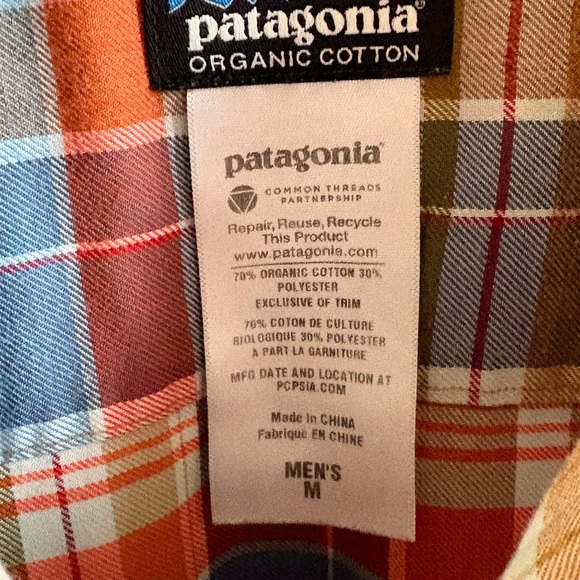 patagonia®
ORGANIC COTTON
patagonia®
COMMON THREADS
PARTNERSHIP
Repair, Reuse, Recycle
This Product
www.patagonia.com
70% ORGANIC COTTON 30%
POLYESTER
EXCLUSIVE OF TRIM
70% COTON DE CULTURE
BIOLOGIQUE 30% POLYESTER
A PART LA GARNITURE
MFG DATE AND LOCATION AT
PCPSIA.COM
Made in CHINA
Fabriqué EN CHINE
MEN'S
M